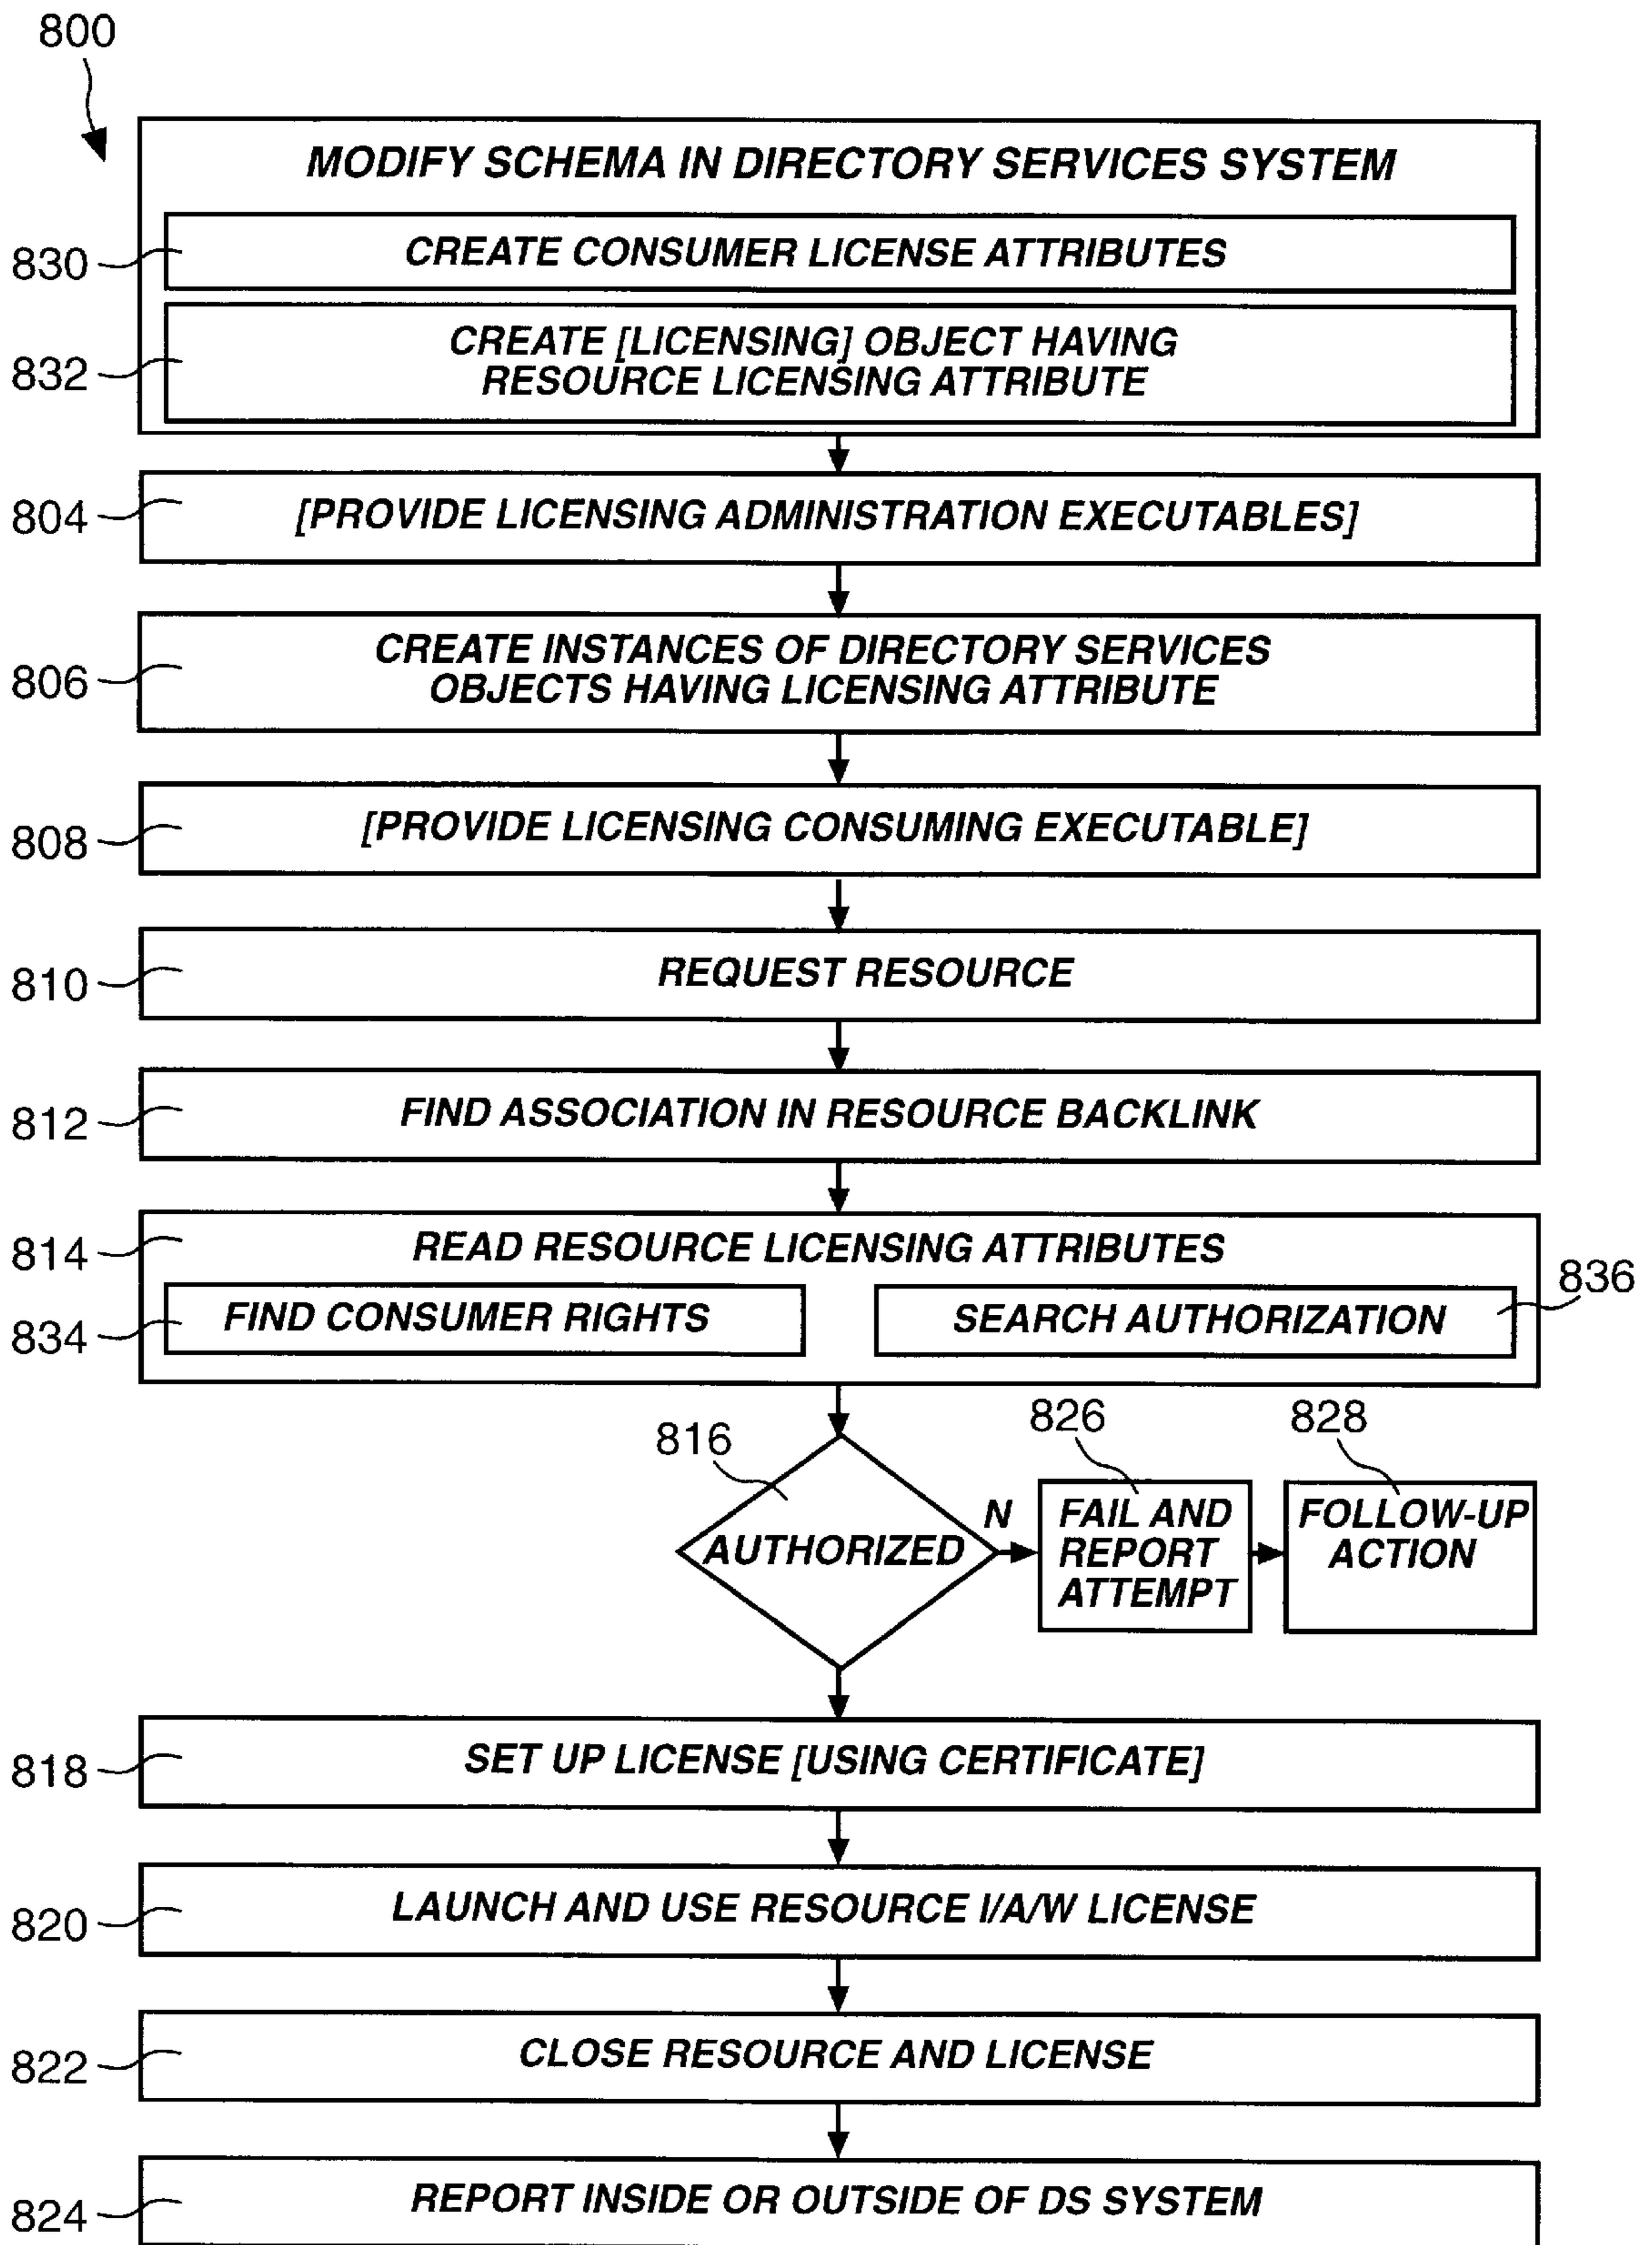 800
MODIFY SCHEMA IN DIRECTORY SERVICES SYSTEM
830
CREATE CONSUMER LICENSE ATTRIBUTES
832
CREATE [LICENSING] OBJECT HAVING
RESOURCE LICENSING ATTRIBUTE
804
[PROVIDE LICENSING ADMINISTRATION EXECUTABLES]
806
CREATE INSTANCES OF DIRECTORY SERVICES
OBJECTS HAVING LICENSING ATTRIBUTE
808
[PROVIDE LICENSING CONSUMING EXECUTABLE]
810
REQUEST RESOURCE
812
FIND ASSOCIATION IN RESOURCE BACKLINK
814
READ RESOURCE LICENSING ATTRIBUTES
834
FIND CONSUMER RIGHTS
SEARCH AUTHORIZATION
836
816
AUTHORIZED
N
826
FAIL AND
REPORT
ATTEMPT
828
FOLLOW-UP
ACTION
818
SET UP LICENSE [USING CERTIFICATE]
820
LAUNCH AND USE RESOURCE I/A/W LICENSE
822
CLOSE RESOURCE AND LICENSE
824
REPORT INSIDE OR OUTSIDE OF DS SYSTEM